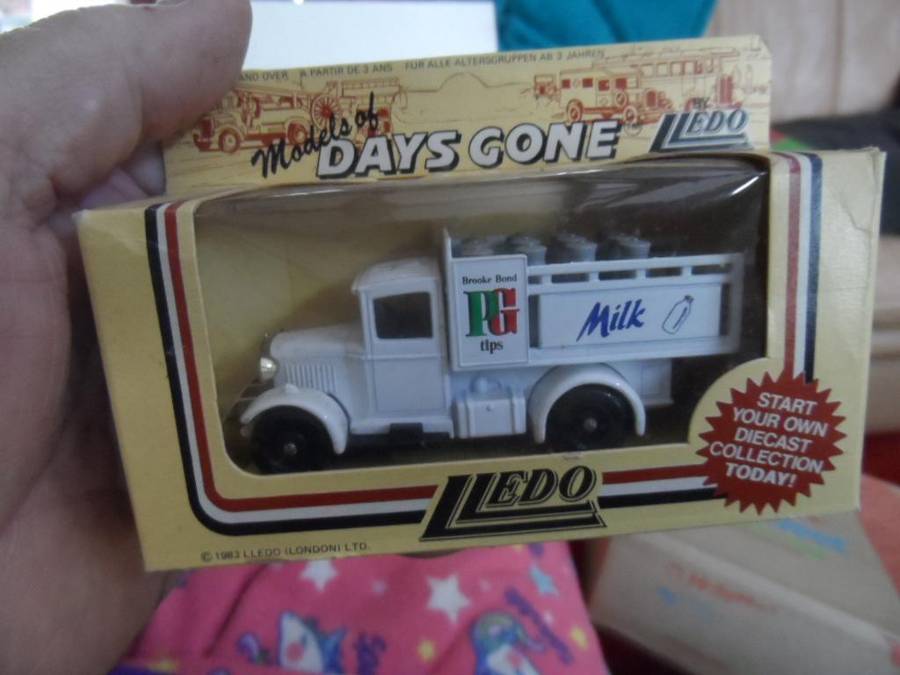 AND OVER A PARTIR DE 3 ANS FÜR ALLE ALTERSGRUPPEN AB 3 JAHREN
Models of
DAYS GONE
BY
LLEDO
Brooke Bond
PG
tips
Milk
START
YOUR OWN
DIECAST
COLLECTION
TODAY!
LLEDO
© 1983 LLEDO (LONDON) LTD.